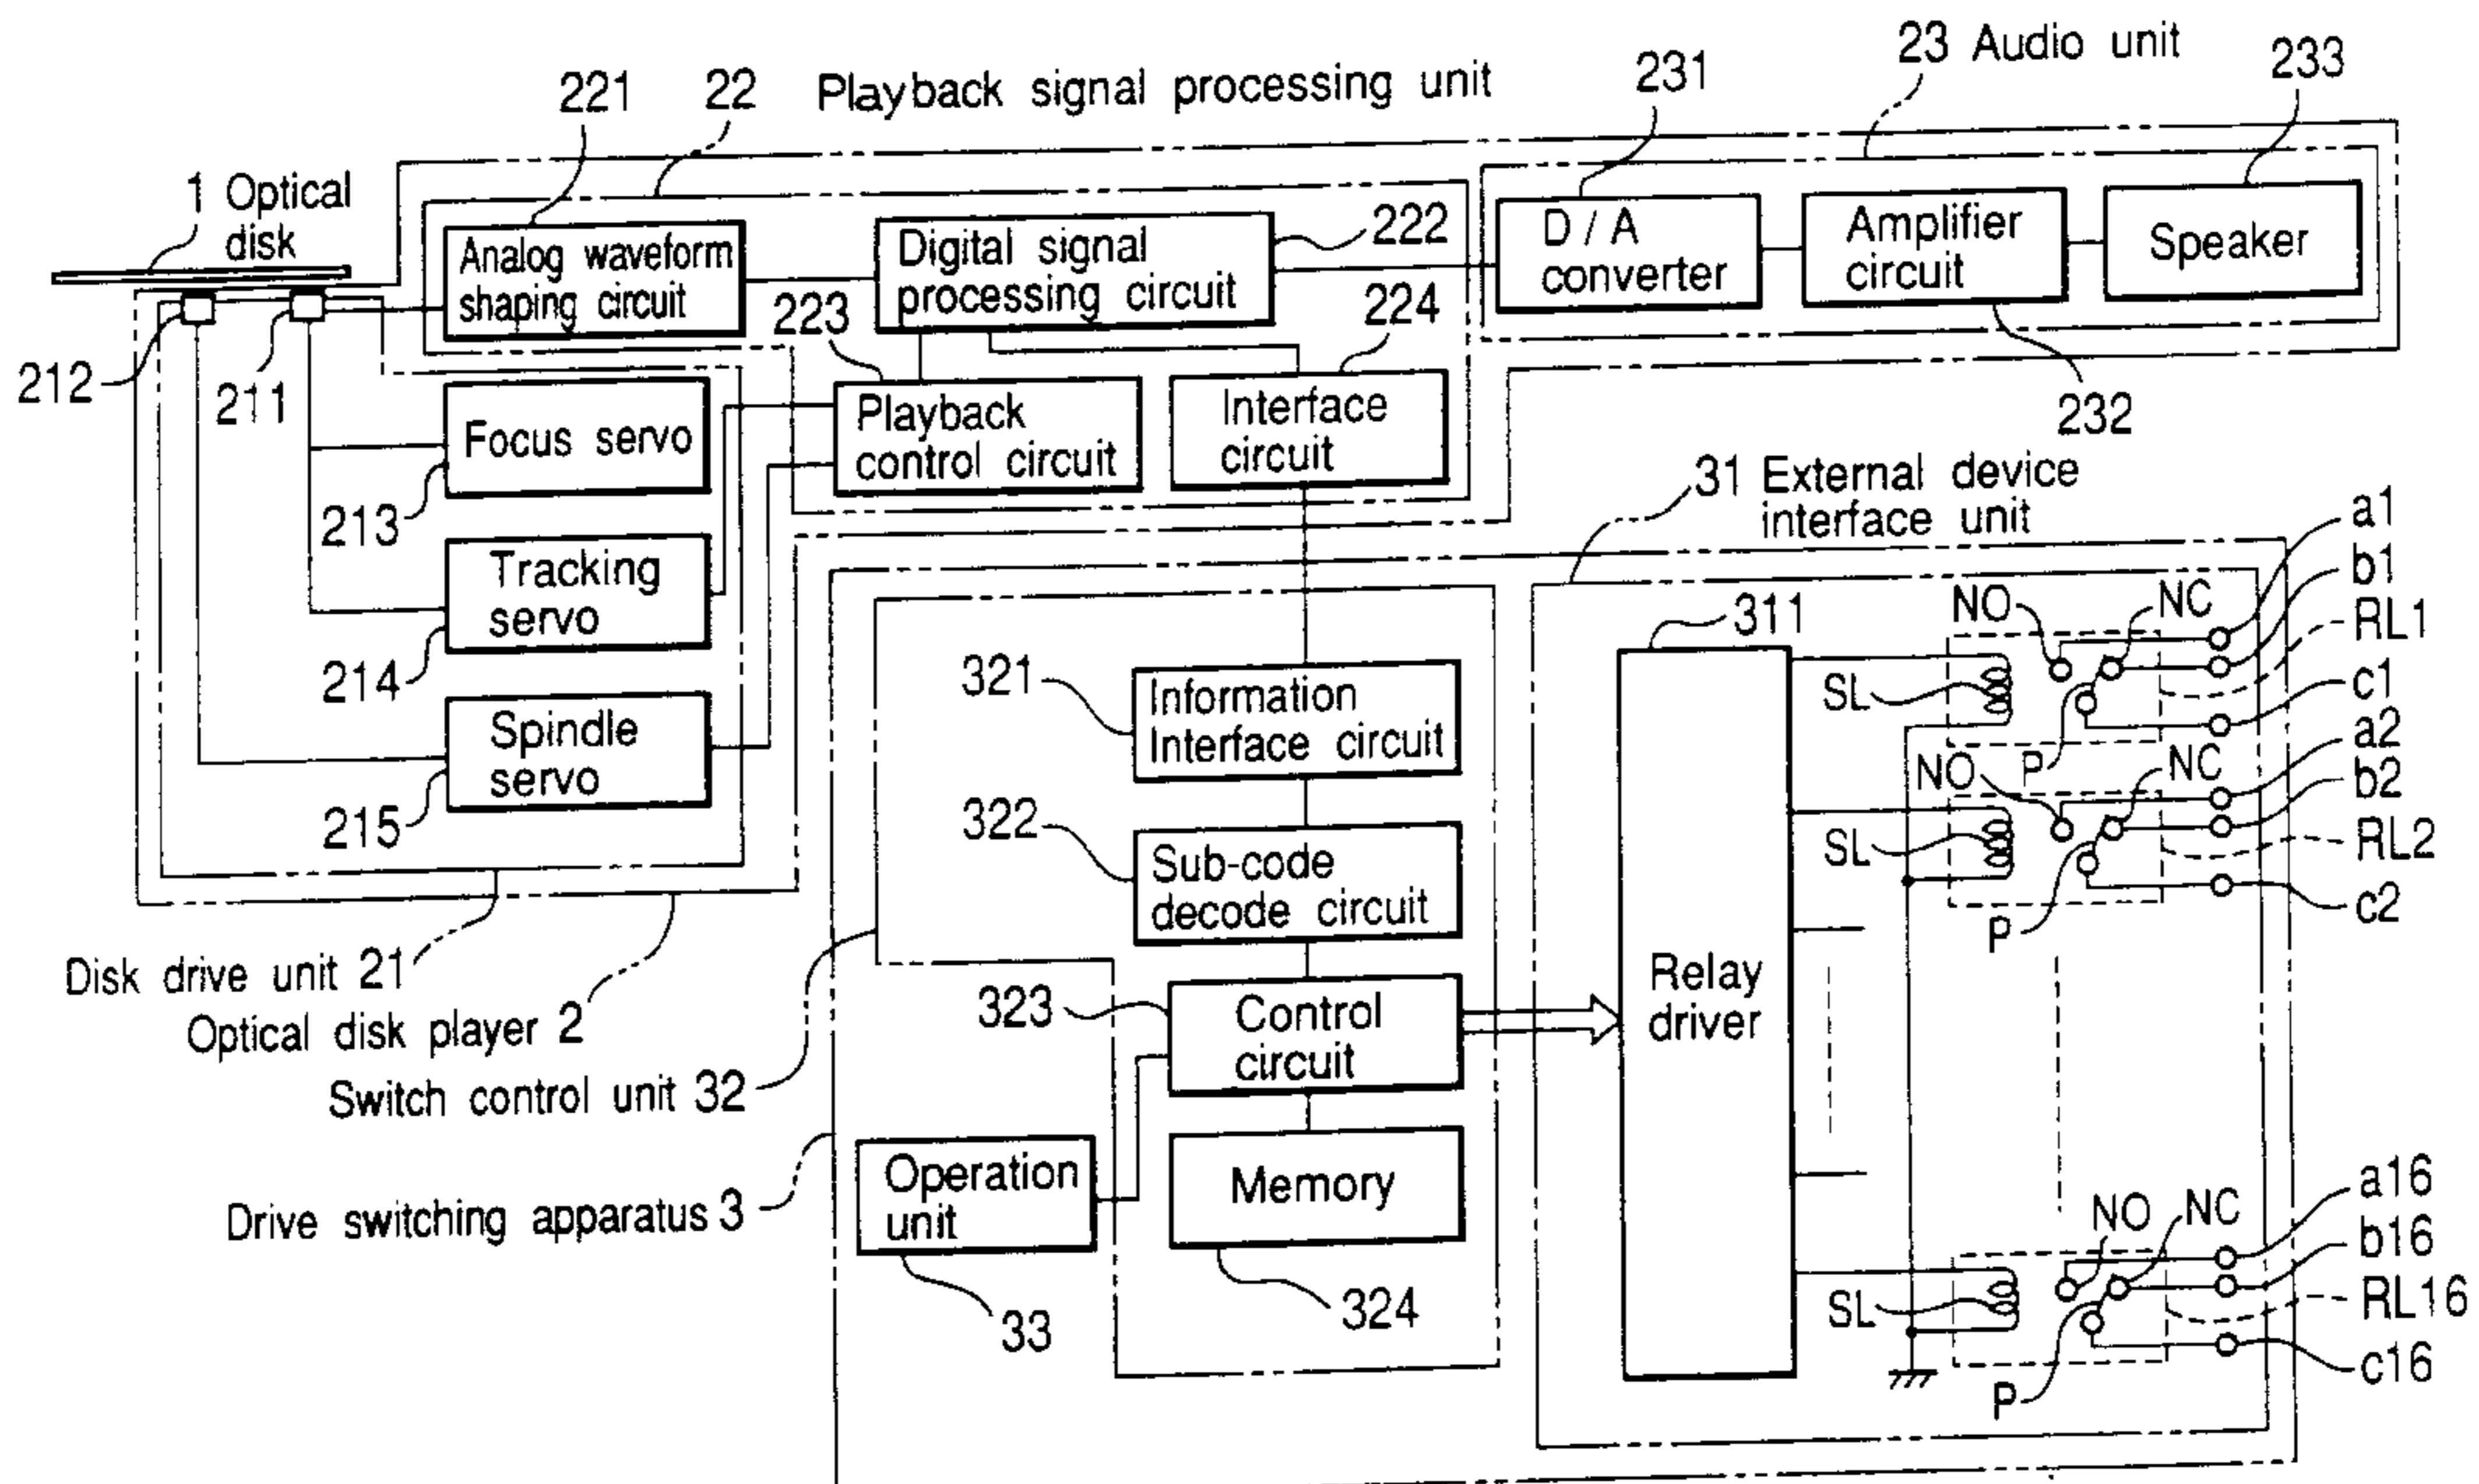 23 Audio unit
233
231
221
22 Playback signal processing unit
1 Optical
disk
Analog waveform
shaping circuit
Digital signal
processing circuit
222
D / A
converter
Amplifier
circuit
Speaker
223
224
212
211
232
Focus servo
Playback
control circuit
Interface
circuit
213
31 External device
interface unit
a1
b1
Tracking
servo
311
NO
NC
RL1
214
321
Information
Interface circuit
SL
c1
Spindle
servo
P
a2
NO
NC
b2
215
322
Sub-code
decode circuit
SL
RL2
c2
P
Disk drive unit 21
Relay
driver
Optical disk player 2
323
Control
circuit
Switch control unit 32
Operation
unit
Memory
a16
Drive switching apparatus 3
NO
NC
b16
33
324
SL
RL16
c16
P